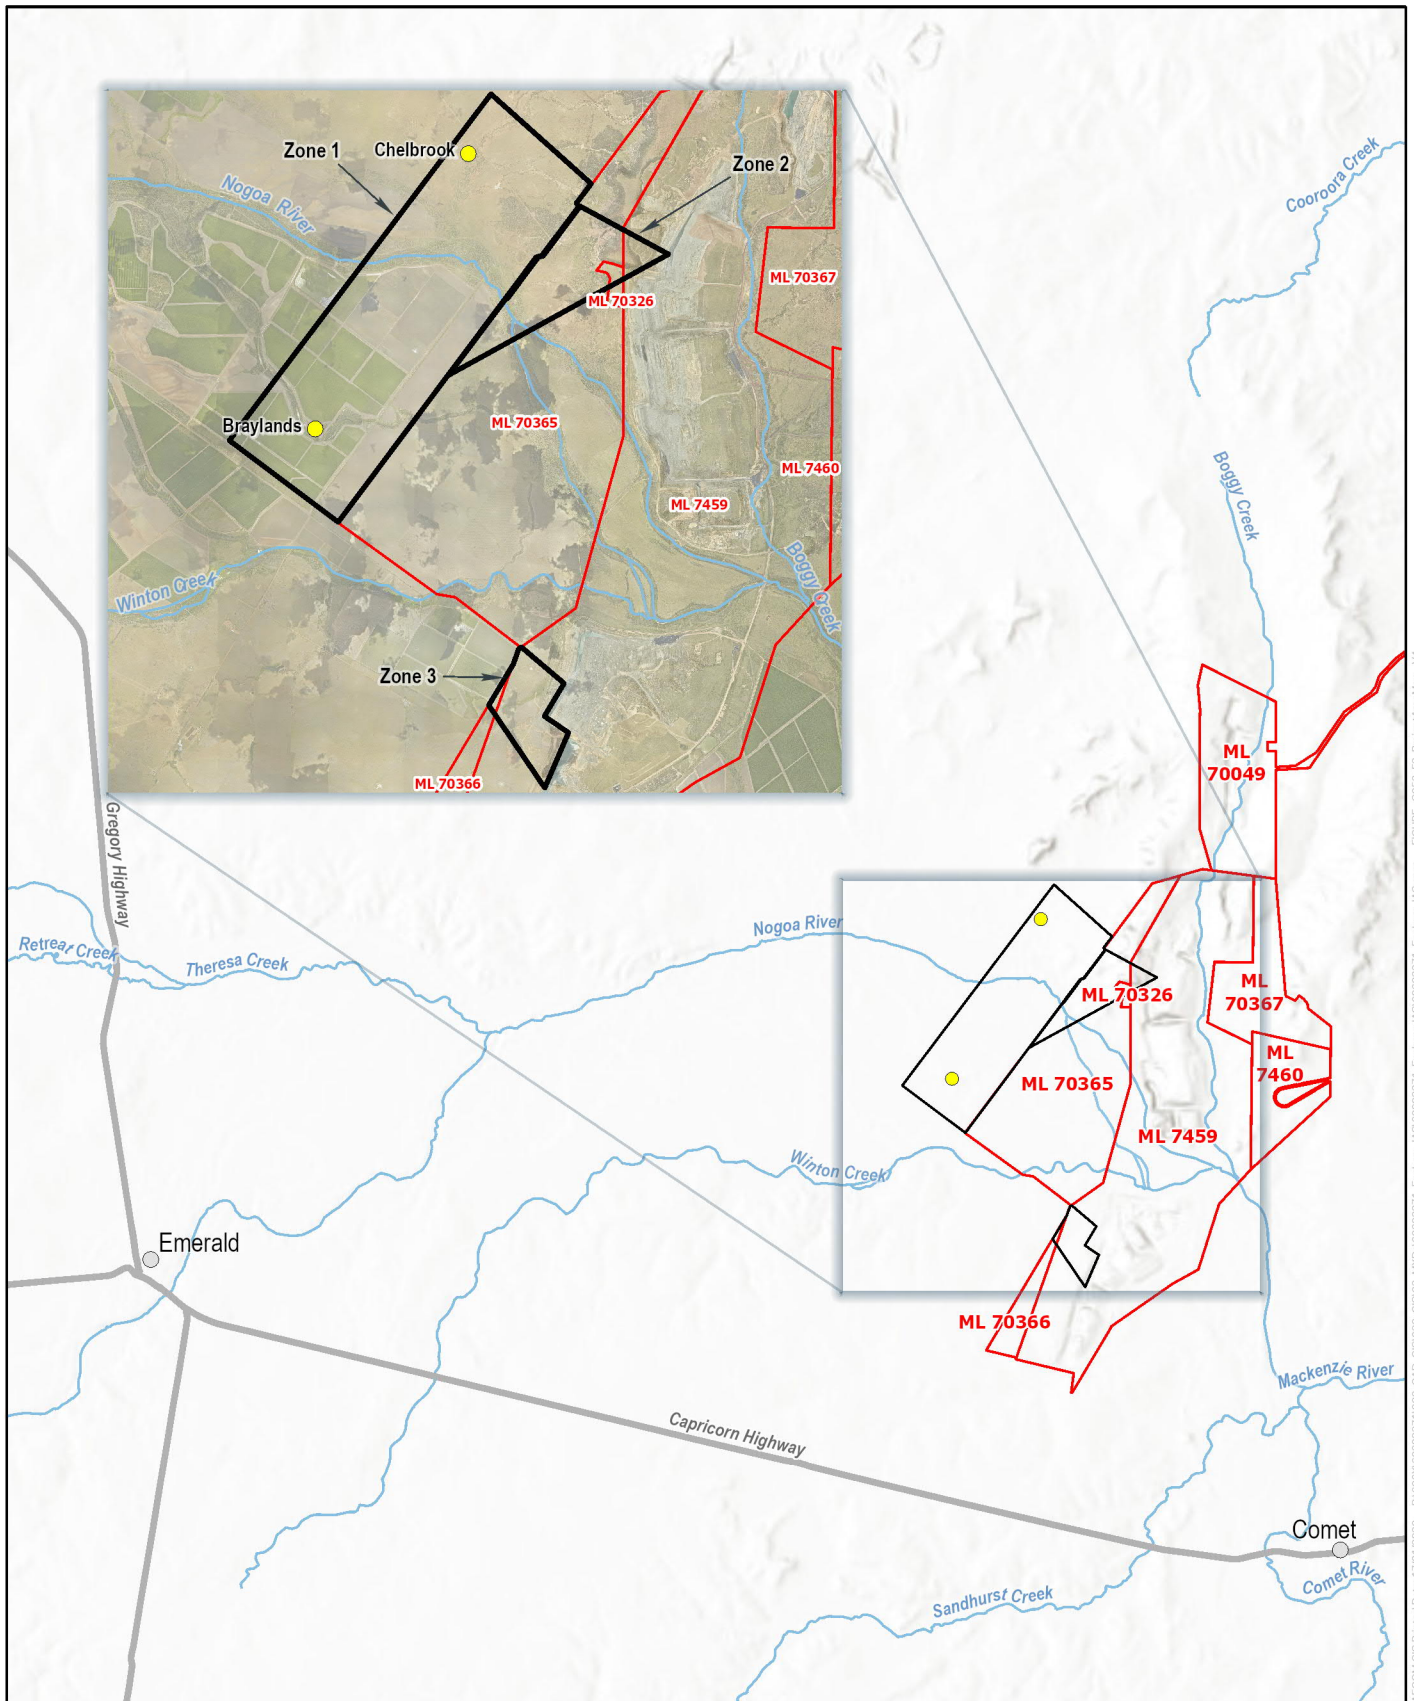 Zone 1
Chelbrook
Zone 2
Nogoa River
ML 70367
ML 70326
Braylands
ML 70365
ML 7460
ML 7459
Boggy Creek
Winton Creek
Zone 3
ML 70366
Cooroora Creek
Boggy Creek
ML
70049
Gregory Highway
Retreat Creek
Theresa Creek
Nogoa River
ML 70326
ML
70367
ML
7460
ML 70365
ML 7459
Winton Creek
Emerald
ML 70366
Mackenzie River
Capricorn Highway
Comet
Comet River
Sandhurst Creek